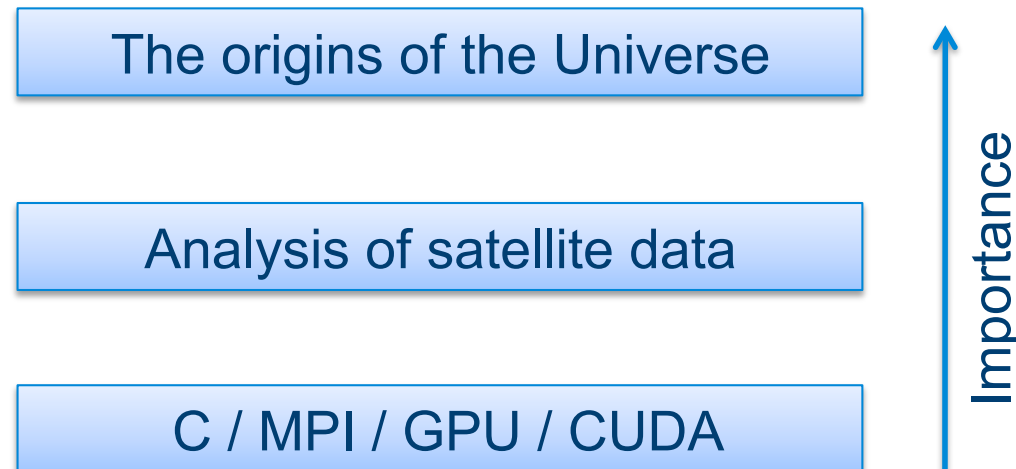 The origins of the Universe
Analysis of satellite data
C / MPI / GPU / CUDA
Importance